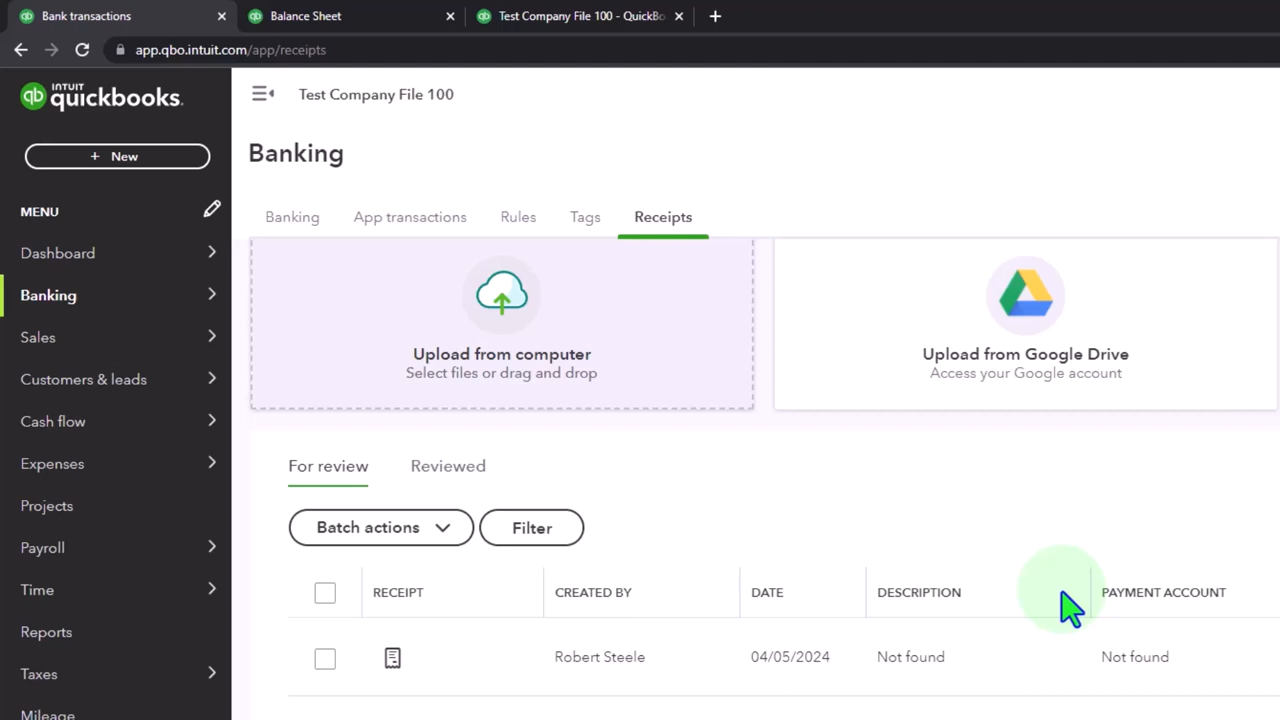 Bank transactions
Balance Sheet
Test Company File 100 - QuickBo
app.qbo.intuit.com/app/receipts
INTUIT
quickbooks.
Test Company File 100
+ New
Banking
MENU
Banking App transactions Rules Tags Receipts
Dashboard
Banking
Sales
Customers & leads
Cash flow
Expenses
Projects
Payroll
Time
Reports
Taxes
Mileage
Upload from computer
Select files or drag and drop
Upload from Google Drive
Access your Google account
For review Reviewed
Batch actions Filter
RECEIPT CREATED BY DATE DESCRIPTION PAYMENT ACCOUNT
Robert Steele 04/05/2024 Not found Not found